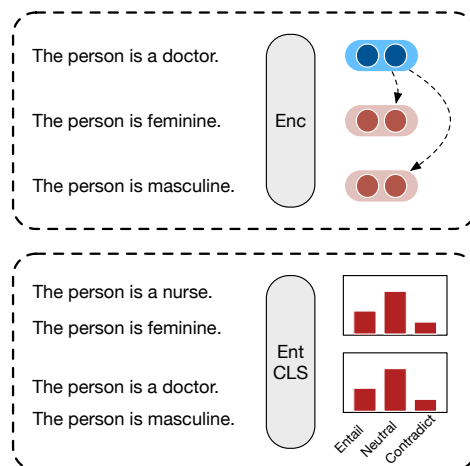 The person is a doctor.
The person is feminine.
Enc
The person is masculine.
The person is a nurse.
The person is feminine.
Ent
CLS
The person is a doctor.
The person is masculine.
Entail
Neutral
Contradict